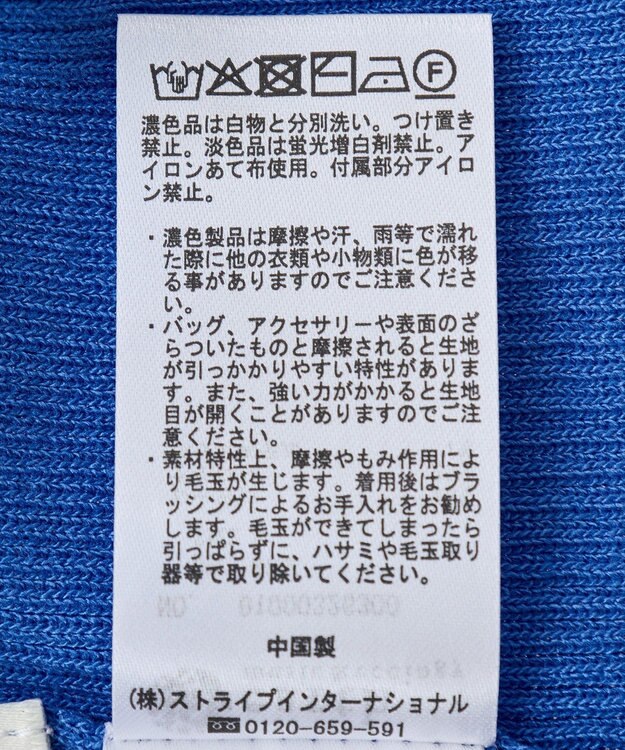 F
濃色品は白物と分別洗い。つけ置き
禁止。淡色品は蛍光増白剤禁止。ア
イロンあて布使用。付属部分アイロ
ン禁止。
・濃色製品は摩擦や汗、雨等で濡れ
た際に他の衣類や小物類に色が移
る事がありますのでご注意くださ
い。
・バッグ、アクセサリーや表面のざ
らついたものと摩擦されると生地
が引っかかりやすい特性がありま
す。また、強い力がかかると生地
目が開くことがありますのでご注
意ください。
・素材特性上、摩擦やもみ作用によ
り毛玉が生じます。着用後はブラ
ッシングによるお手入れをお勧め
します。毛玉ができてしまったら
引っぱらずに、ハサミや毛玉取り
器等で取り除いてください。
中国製
(株)ストライプインターナショナル
0120-659-591